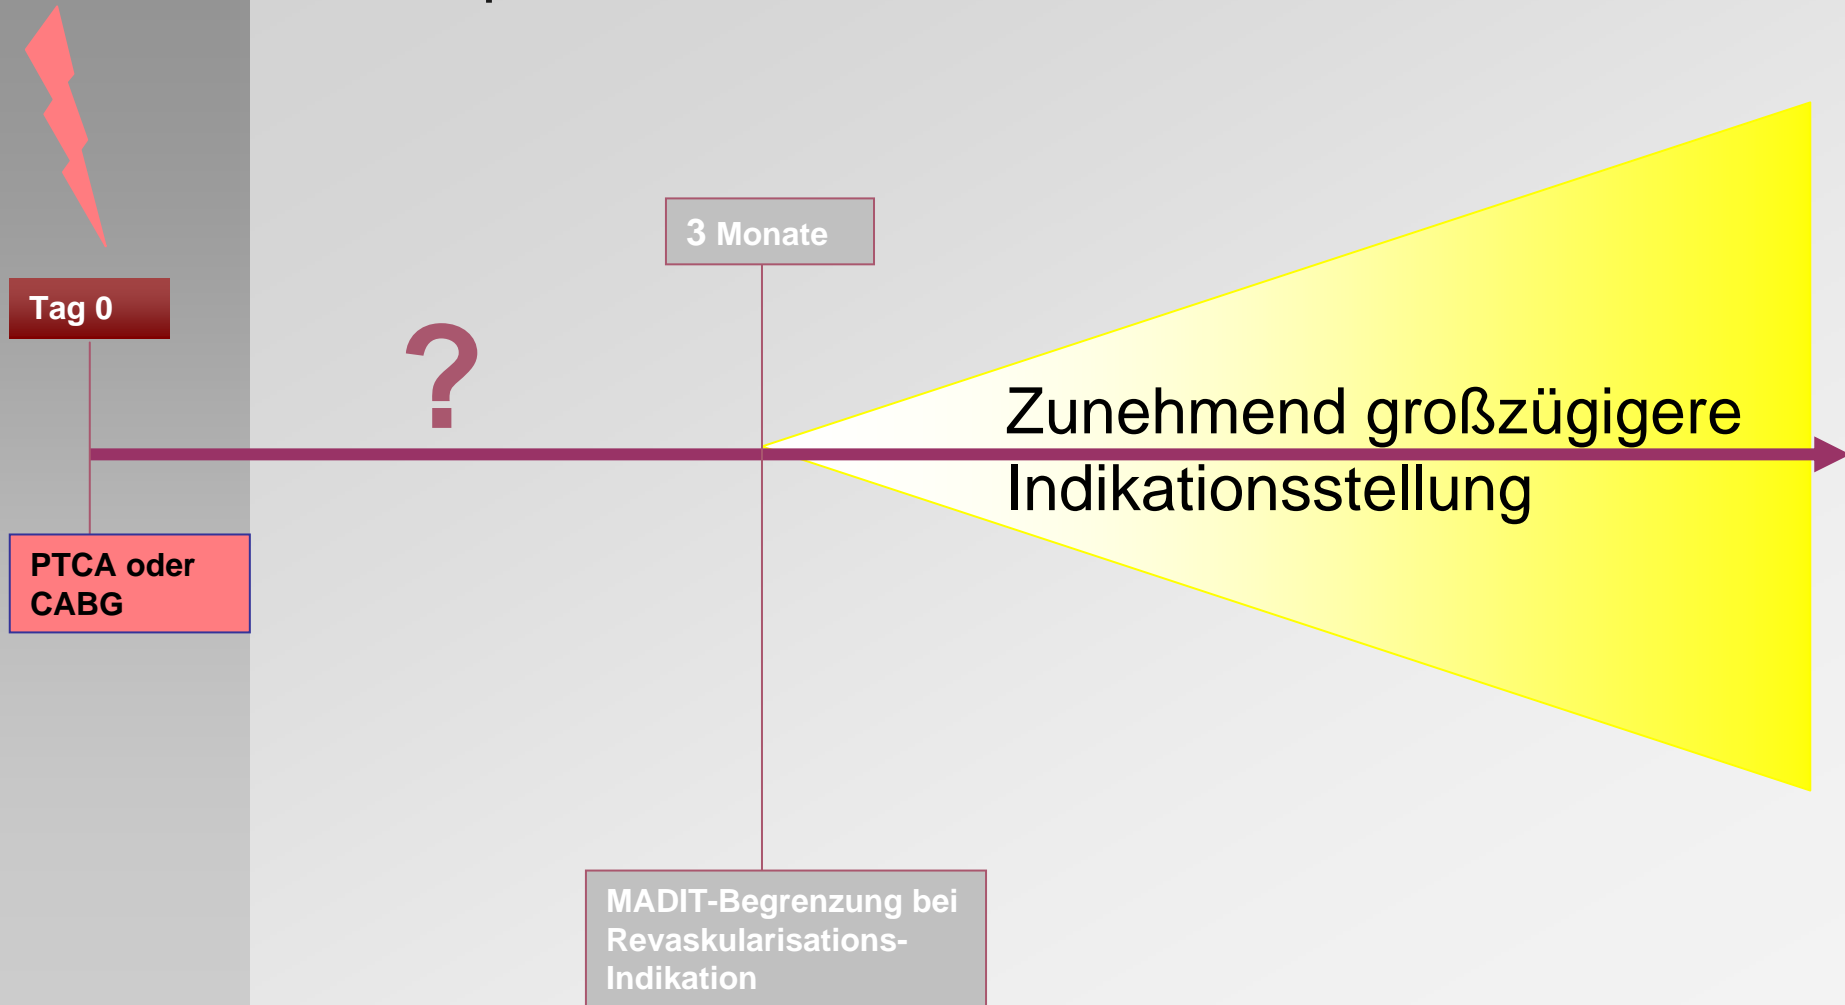 3 Monate
Tag 0
?
Zunehmend großzügigere
Indikationsstellung
PTCA oder
CABG
MADIT-Begrenzung bei
Revaskularisations-
Indikation